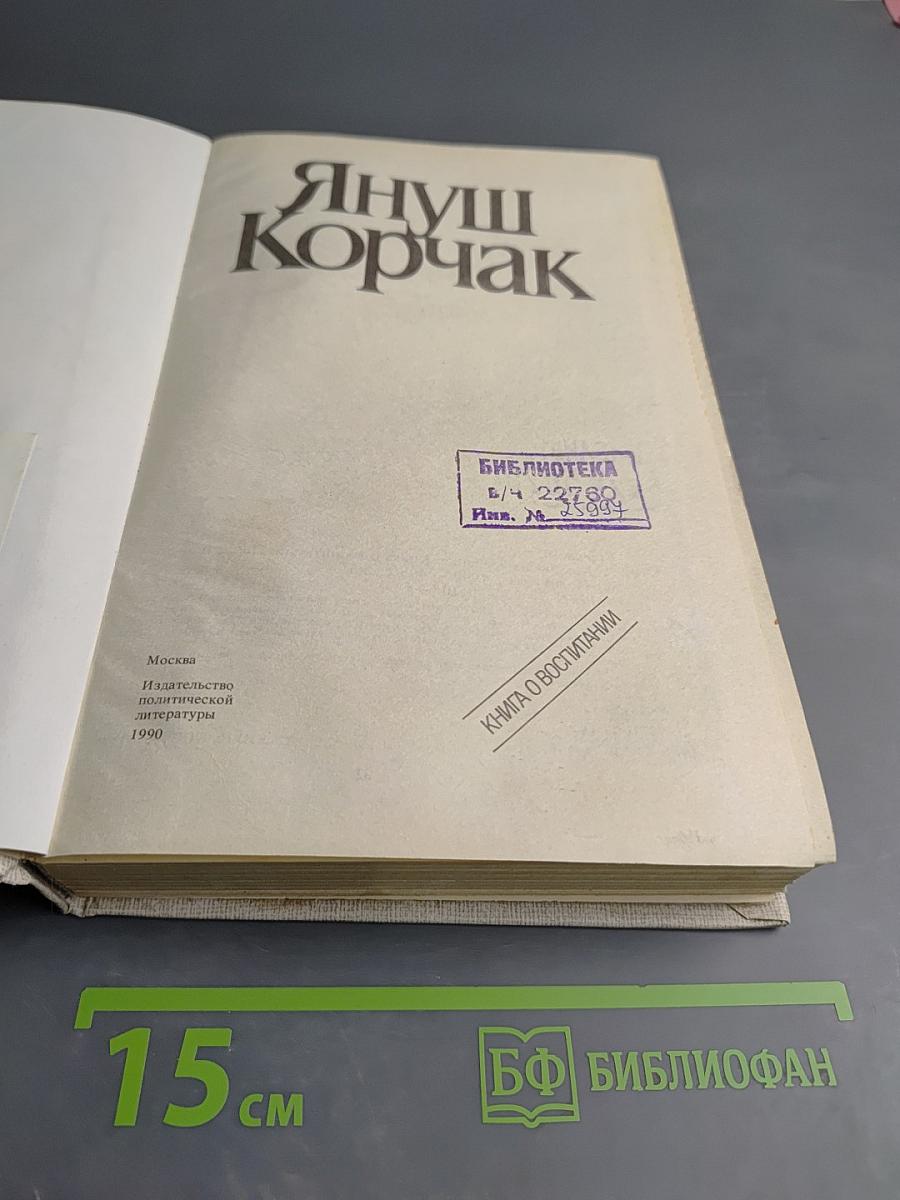 Януш
Корчак
БИБЛИОТЕКА
в/ч 22760
Инв. № 25997
КНИГА О ВОСПИТАНИИ
Москва
Издательство
политической
литературы
1990
15 см
БФ БИБЛИОФАН